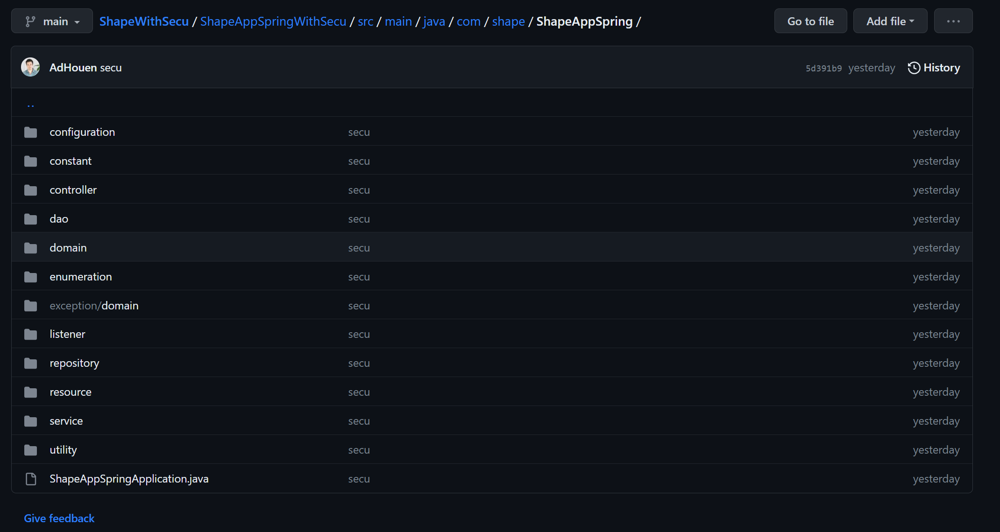 main ShapeWithSecu / ShapeAppSpringWithSecu / src / main / java / com / shape / ShapeAppSpring / Go to file Add file ...
AdHouen secu 5d391b9 yesterday History
..
configuration secu yesterday
constant secu yesterday
controller secu yesterday
dao secu yesterday
domain secu yesterday
enumeration secu yesterday
exception/domain secu yesterday
listener secu yesterday
repository secu yesterday
resource secu yesterday
service secu yesterday
utility secu yesterday
ShapeAppSpringApplication.java secu yesterday
Give feedback